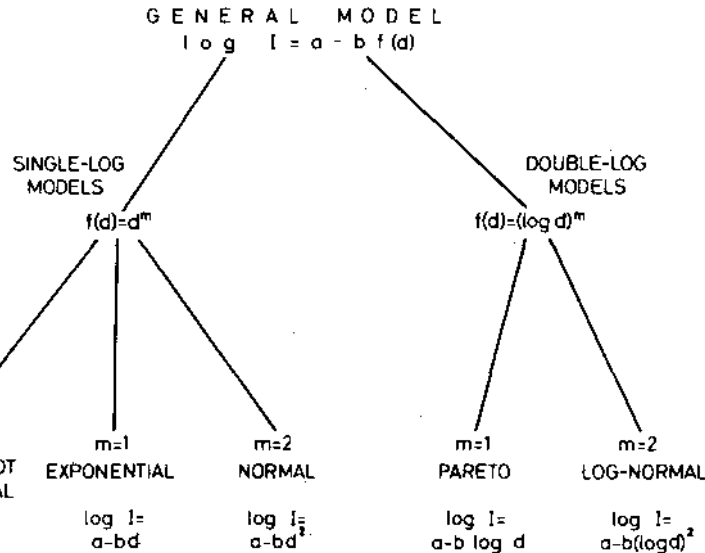 GENERAL MODEL
log I = a - b f(d)
SINGLE-LOG
MODELS
f(d)=d^m
DOUBLE-LOG
MODELS
f(d)=(log d)^m
m=1
EXPONENTIAL
log I=
a-bd
m=2
NORMAL
log I=
a-bd²
m=1
PARETO
log I=
a-b log d
m=2
LOG-NORMAL
log I=
a-b(logd)²